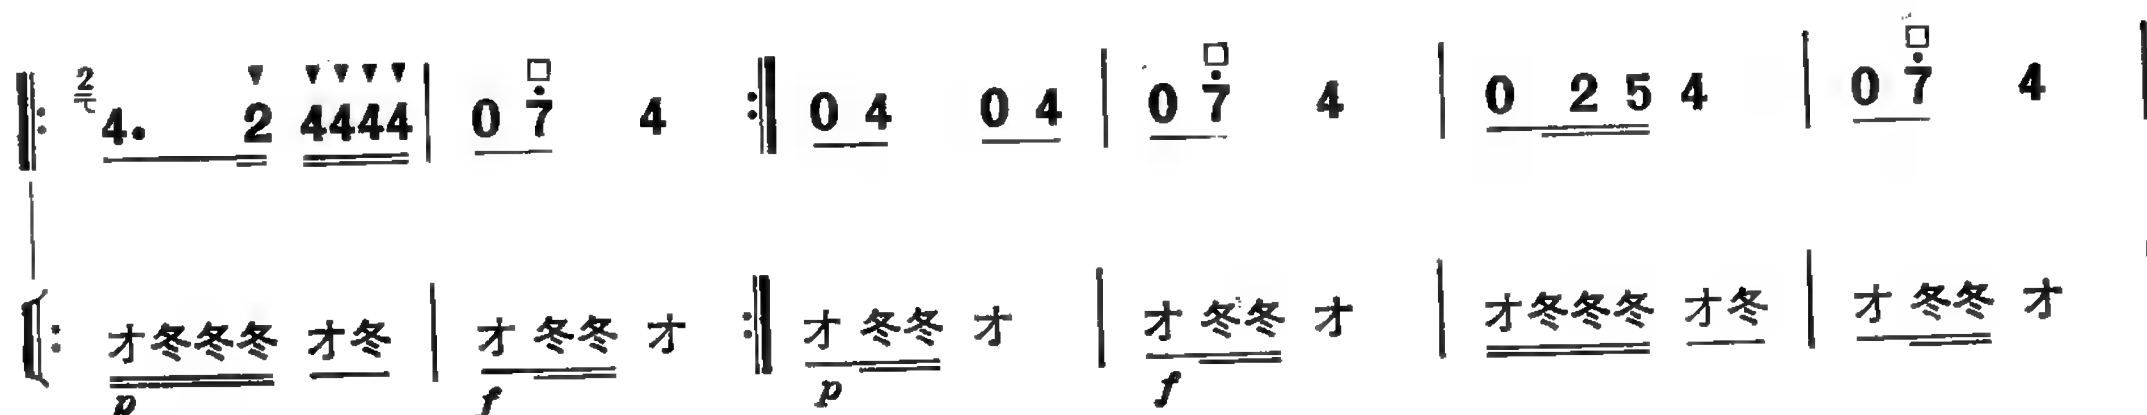 2 4. 2 4444 0 7 4 0 4 0 4 0 7 4 0 2 5 4 0 7 4
才冬冬冬 才冬 才 冬冬 才 才 冬冬 才 才 冬冬 才 才冬冬冬 才冬 才 冬冬 才
p f p f